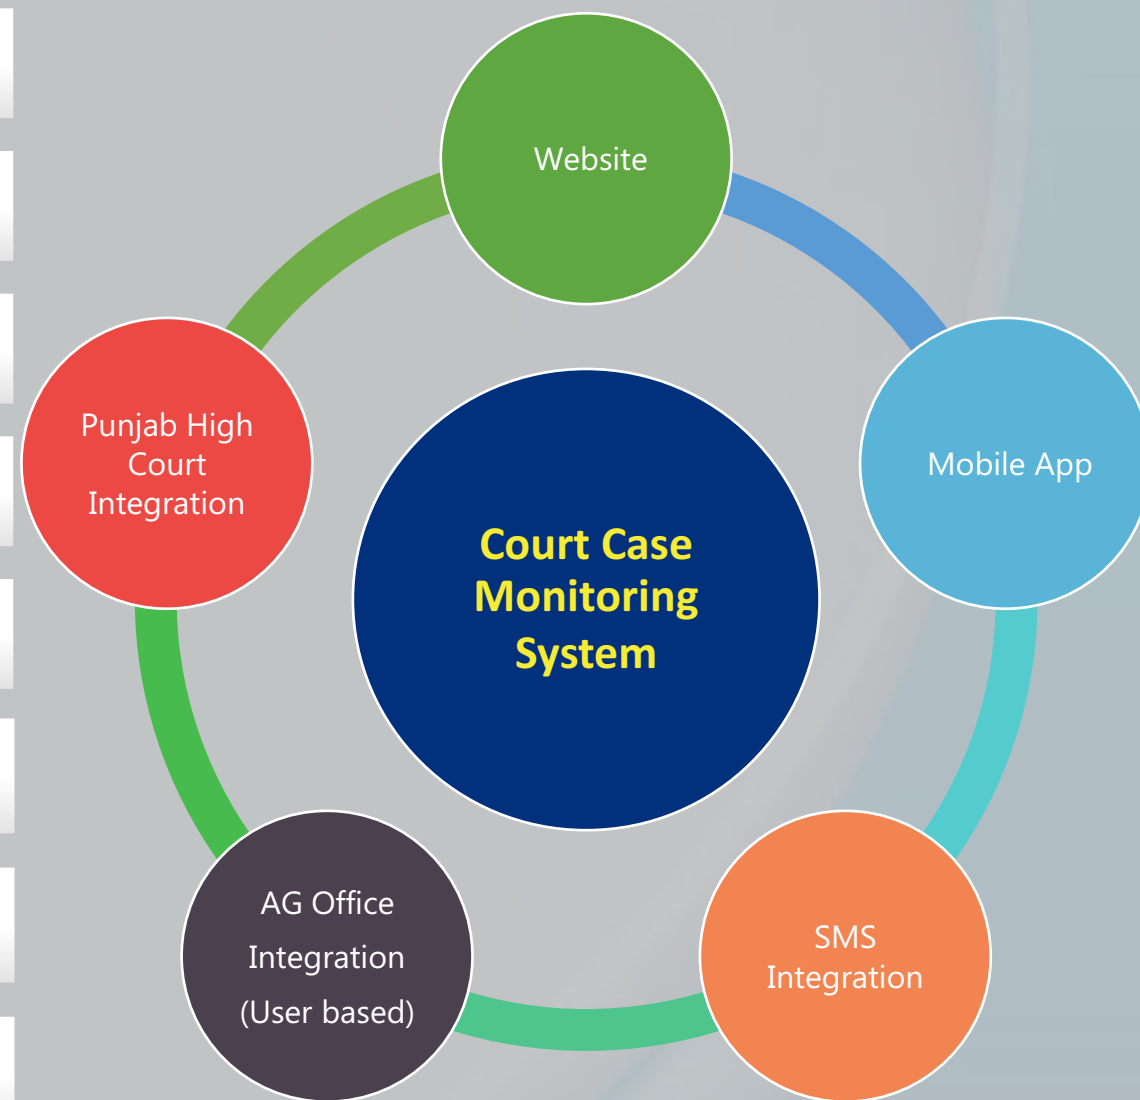 Website
Punjab High
Court
Integration
Mobile App
Court Case
Monitoring
System
AG Office
Integration
(User based)
SMS
Integration